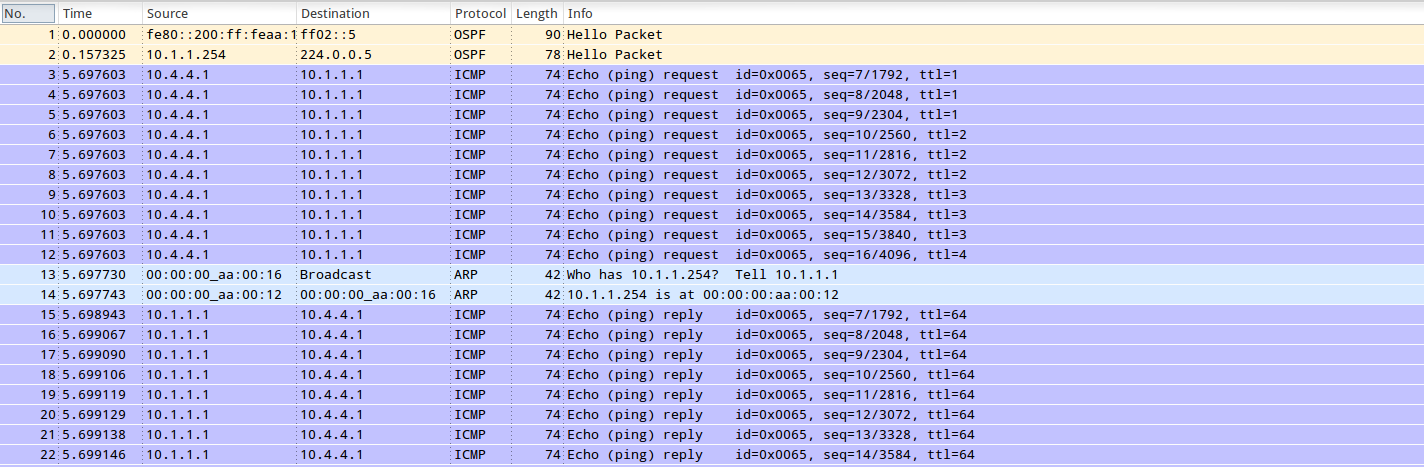 No. Time Source Destination Protocol Length Info
1 0.000000 fe80::200:ff:feaa:1 ff02::5 OSPF 90 Hello Packet
2 0.157325 10.1.1.254 224.0.0.5 OSPF 78 Hello Packet
3 5.697603 10.4.4.1 10.1.1.1 ICMP 74 Echo (ping) request id=0x0065, seq=7/1792, ttl=1
4 5.697603 10.4.4.1 10.1.1.1 ICMP 74 Echo (ping) request id=0x0065, seq=8/2048, ttl=1
5 5.697603 10.4.4.1 10.1.1.1 ICMP 74 Echo (ping) request id=0x0065, seq=9/2304, ttl=1
6 5.697603 10.4.4.1 10.1.1.1 ICMP 74 Echo (ping) request id=0x0065, seq=10/2560, ttl=2
7 5.697603 10.4.4.1 10.1.1.1 ICMP 74 Echo (ping) request id=0x0065, seq=11/2816, ttl=2
8 5.697603 10.4.4.1 10.1.1.1 ICMP 74 Echo (ping) request id=0x0065, seq=12/3072, ttl=2
9 5.697603 10.4.4.1 10.1.1.1 ICMP 74 Echo (ping) request id=0x0065, seq=13/3328, ttl=3
10 5.697603 10.4.4.1 10.1.1.1 ICMP 74 Echo (ping) request id=0x0065, seq=14/3584, ttl=3
11 5.697603 10.4.4.1 10.1.1.1 ICMP 74 Echo (ping) request id=0x0065, seq=15/3840, ttl=3
12 5.697603 10.4.4.1 10.1.1.1 ICMP 74 Echo (ping) request id=0x0065, seq=16/4096, ttl=4
13 5.697730 00:00:00_aa:00:16 Broadcast ARP 42 Who has 10.1.1.254? Tell 10.1.1.1
14 5.697743 00:00:00_aa:00:12 00:00:00_aa:00:16 ARP 42 10.1.1.254 is at 00:00:00:aa:00:12
15 5.698943 10.1.1.1 10.4.4.1 ICMP 74 Echo (ping) reply id=0x0065, seq=7/1792, ttl=64
16 5.699067 10.1.1.1 10.4.4.1 ICMP 74 Echo (ping) reply id=0x0065, seq=8/2048, ttl=64
17 5.699090 10.1.1.1 10.4.4.1 ICMP 74 Echo (ping) reply id=0x0065, seq=9/2304, ttl=64
18 5.699106 10.1.1.1 10.4.4.1 ICMP 74 Echo (ping) reply id=0x0065, seq=10/2560, ttl=64
19 5.699119 10.1.1.1 10.4.4.1 ICMP 74 Echo (ping) reply id=0x0065, seq=11/2816, ttl=64
20 5.699129 10.1.1.1 10.4.4.1 ICMP 74 Echo (ping) reply id=0x0065, seq=12/3072, ttl=64
21 5.699138 10.1.1.1 10.4.4.1 ICMP 74 Echo (ping) reply id=0x0065, seq=13/3328, ttl=64
22 5.699146 10.1.1.1 10.4.4.1 ICMP 74 Echo (ping) reply id=0x0065, seq=14/3584, ttl=64